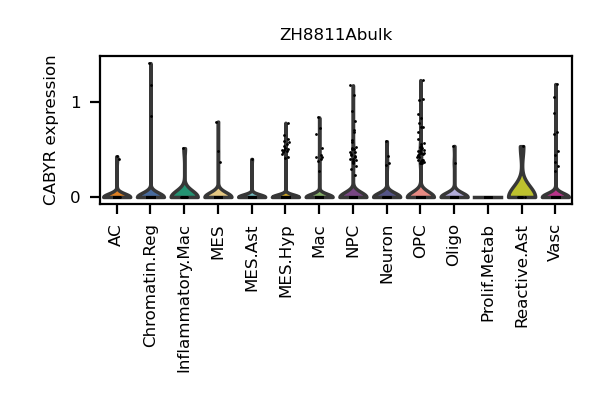 ZH8811Abulk
CABYR expression
1
0
AC
Chromatin.Reg
Inflammatory.Mac
MES
MES.Ast
MES.Hyp
Mac
NPC
Neuron
OPC
Oligo
Prolif.Metab
Reactive.Ast
Vasc